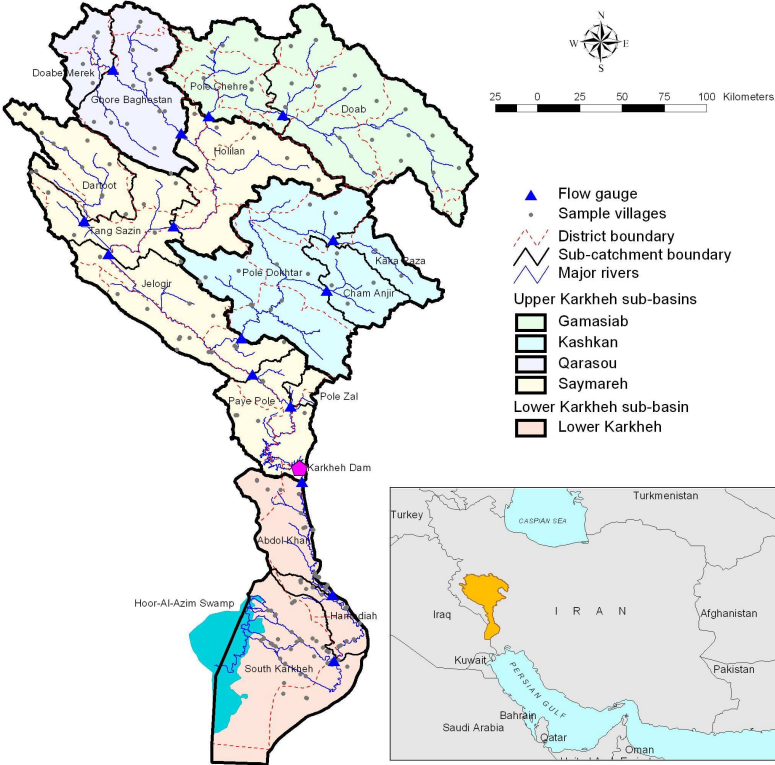 N
W E
S
25 0 25 50 75 100 Kilometers
Doabe Merek
Ghore Baghestan
Pole Chehre
Doab
Holilan
Dartoot
Tang Sazin
Jelogir
Pole Dokhtar
Kaka Raza
Cham Anjir
Paye Pole
Pole Zal
Karkheh Dam
Abdol Khan
Hoor-Al-Azim Swamp
Hamediah
South Karkheh
Flow gauge
Sample villages
District boundary
Sub-catchment boundary
Major rivers
Upper Karkheh sub-basins
Gamasiab
Kashkan
Qarasou
Saymareh
Lower Karkheh sub-basin
Lower Karkheh
Turkmenistan
Turkey
CASPIAN SEA
Iraq
I R A N
Afghanistan
Kuwait
Pakistan
PERSIAN GULF
Bahrain
Saudi Arabia
Qatar
Oman